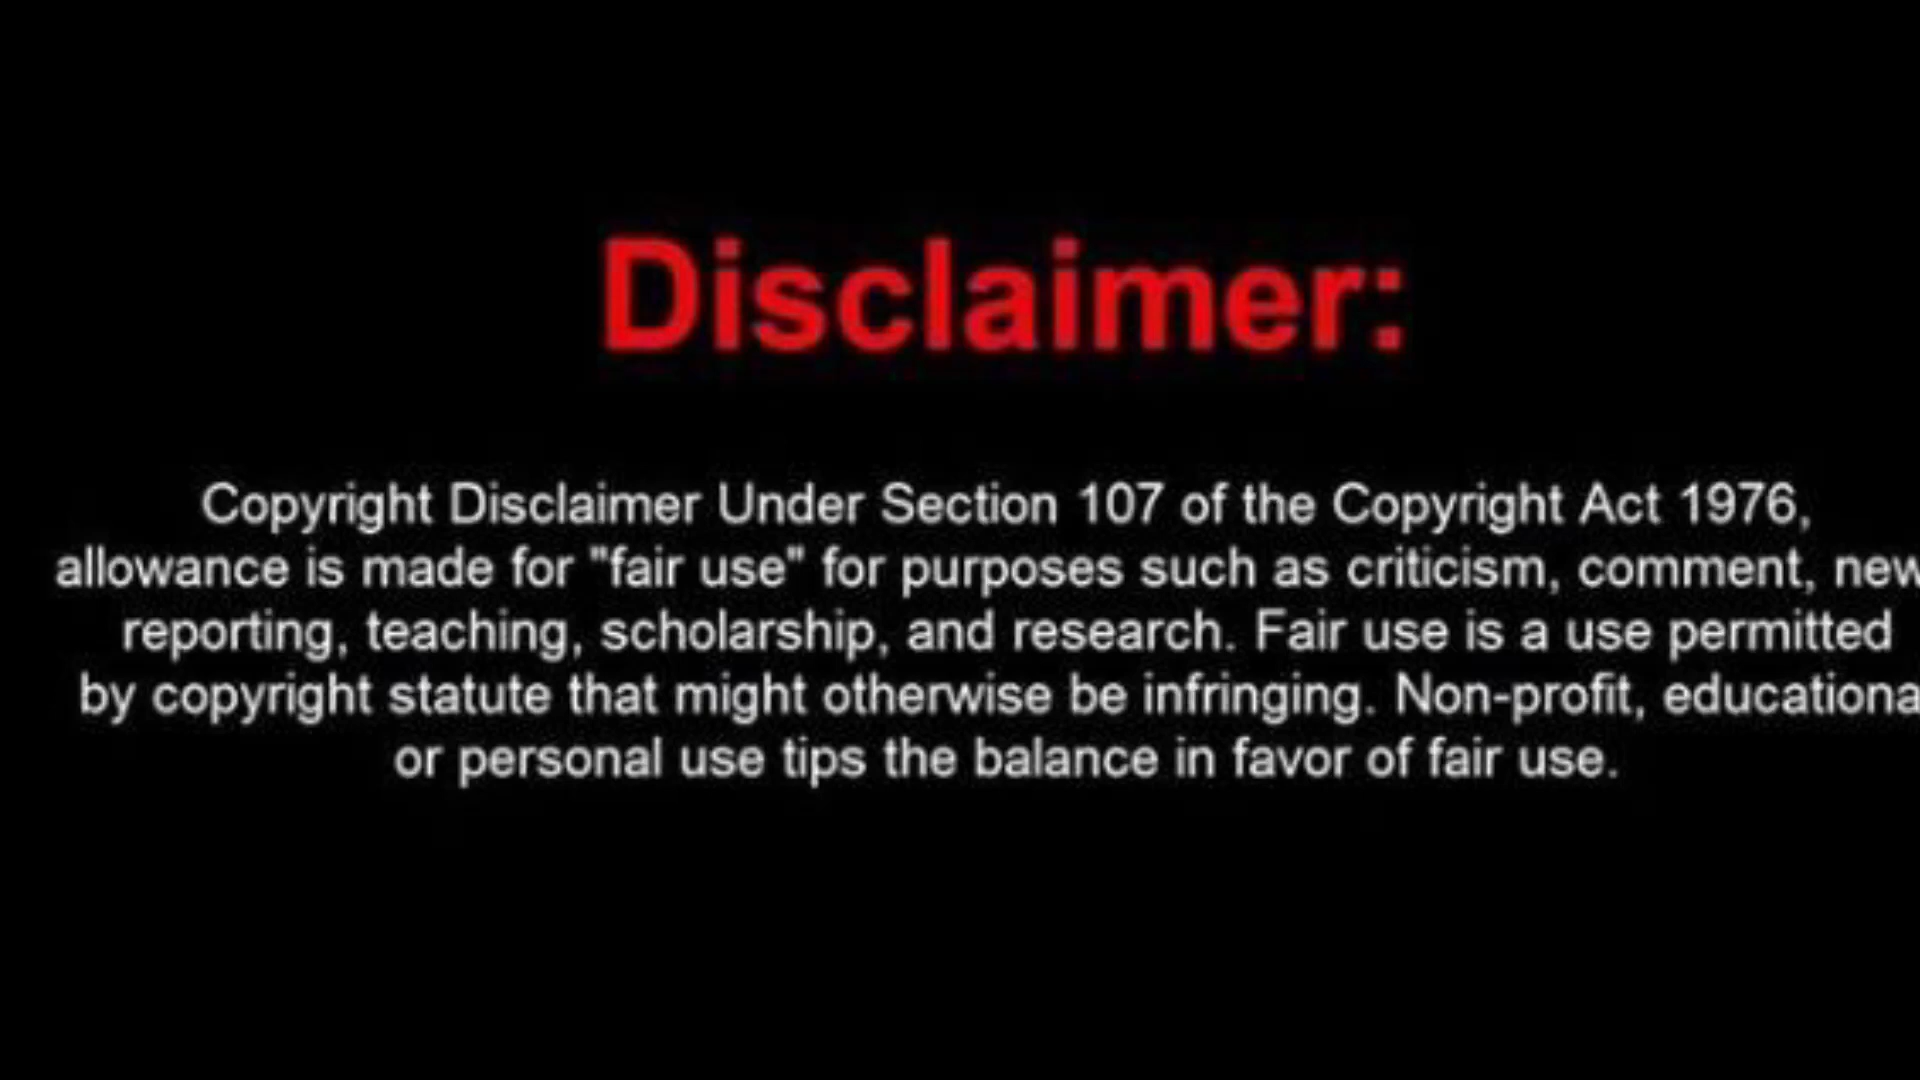 Disclaimer:
Copyright Disclaimer Under Section 107 of the Copyright Act 1976,
allowance is made for "fair use" for purposes such as criticism, comment, new
reporting, teaching, scholarship, and research. Fair use is a use permitted
by copyright statute that might otherwise be infringing. Non-profit, educationa
or personal use tips the balance in favor of fair use.